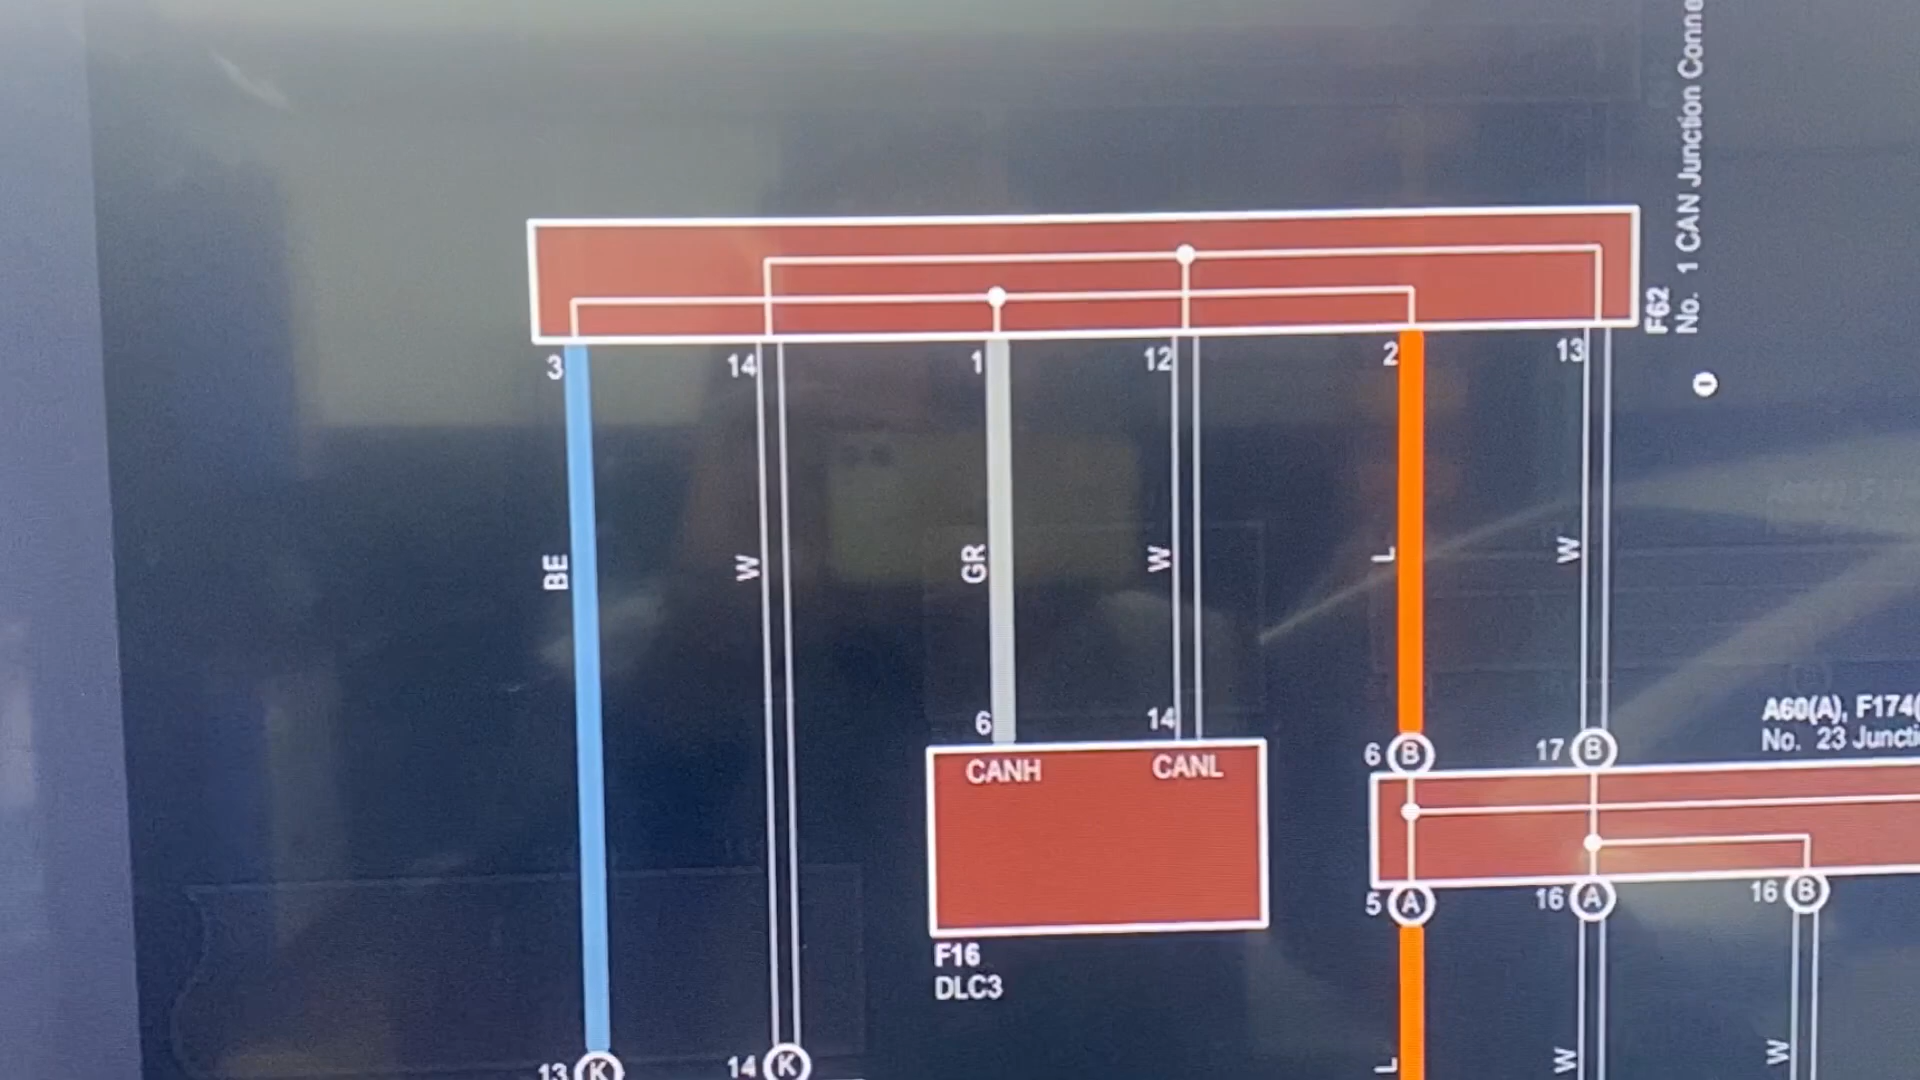 F62
No. 1 CAN Junction Conne
3
14
1
12
2
13
BE
W
GR
W
L
W
6
14
CANH
CANL
F16
DLC3
6 B
17 B
A60(A), F174(
No. 23 Juncti
5 A
16 A
16 B
L
W
W
13 K
14 K